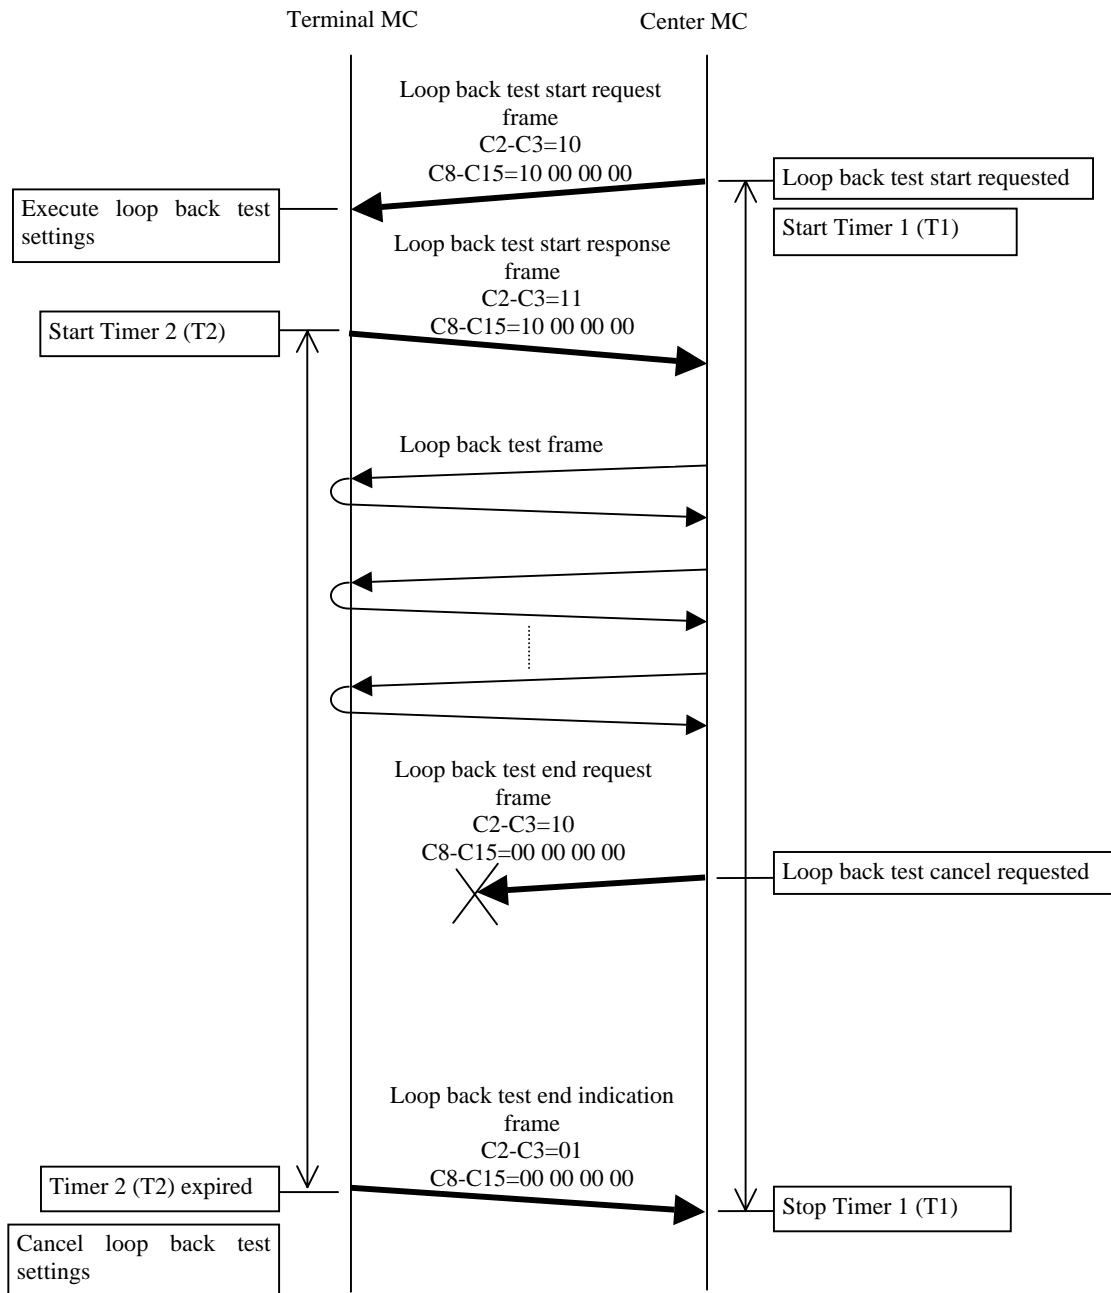 Terminal MC
Center MC
Loop back test start request
frame
C2-C3=10
C8-C15=10 00 00 00
Loop back test start requested
Execute loop back test
settings
Start Timer 1 (T1)
Loop back test start response
frame
C2-C3=11
C8-C15=10 00 00 00
Start Timer 2 (T2)
Loop back test frame
Loop back test end request
frame
C2-C3=10
C8-C15=00 00 00 00
Loop back test cancel requested
Loop back test end indication
frame
C2-C3=01
C8-C15=00 00 00 00
Timer 2 (T2) expired
Stop Timer 1 (T1)
Cancel loop back test
settings